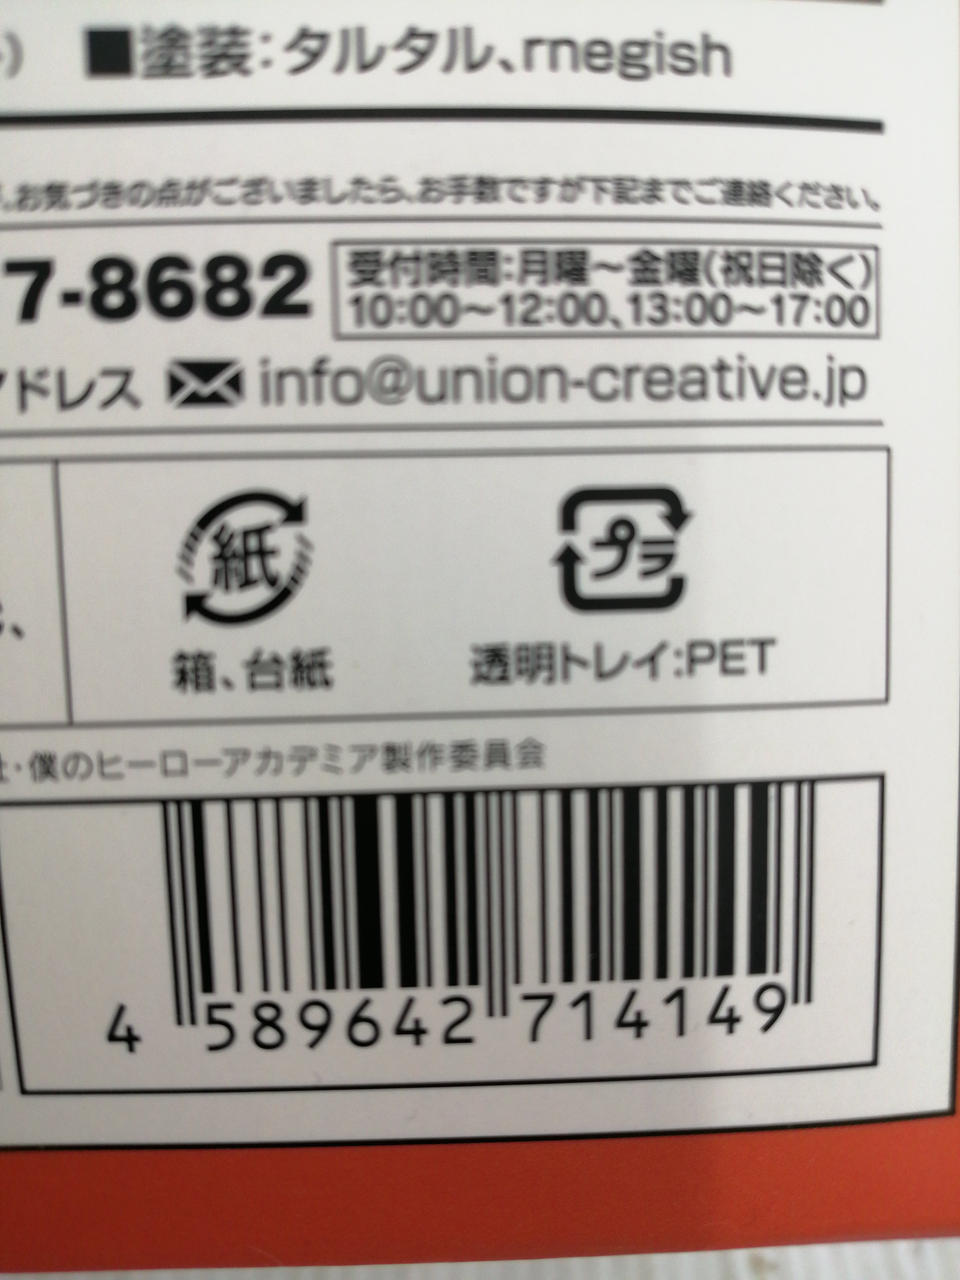 ■塗装：タルタル、rnegish
お気づきの点がございましたら、お手数ですが下記までご連絡ください。
7-8682
受付時間：月曜～金曜（祝日除く）
10:00～12:00、13:00～17:00
ドレス info@union-creative.jp
紙
プラ
箱、台紙
透明トレイ：PET
・僕のヒーローアカデミア製作委員会
4 589642 714149